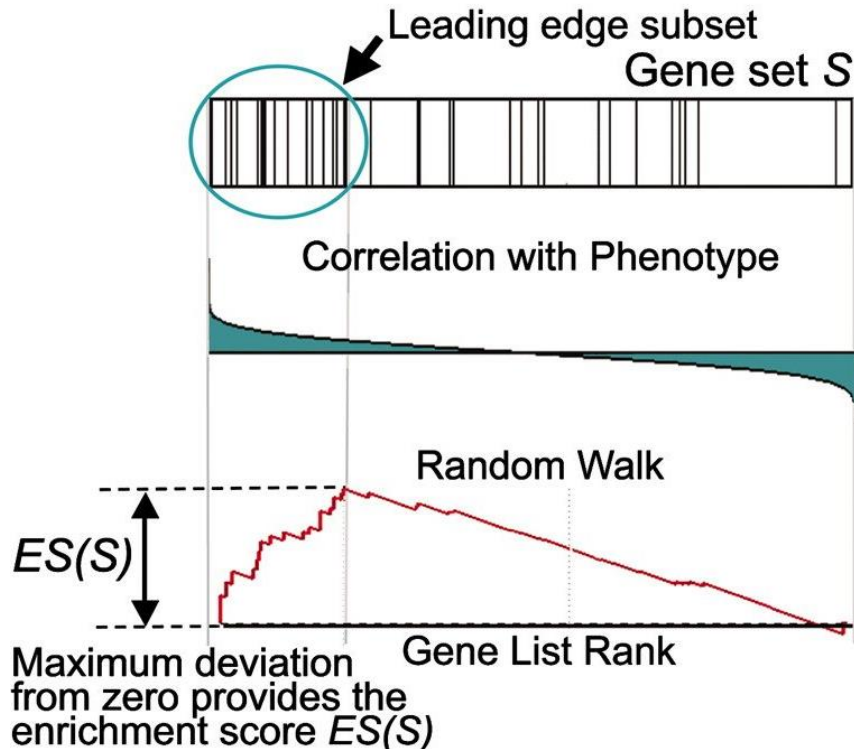 Leading edge subset
Gene set S
Correlation with Phenotype
Random Walk
ES(S)
Gene List Rank
Maximum deviation
from zero provides the
enrichment score ES(S)